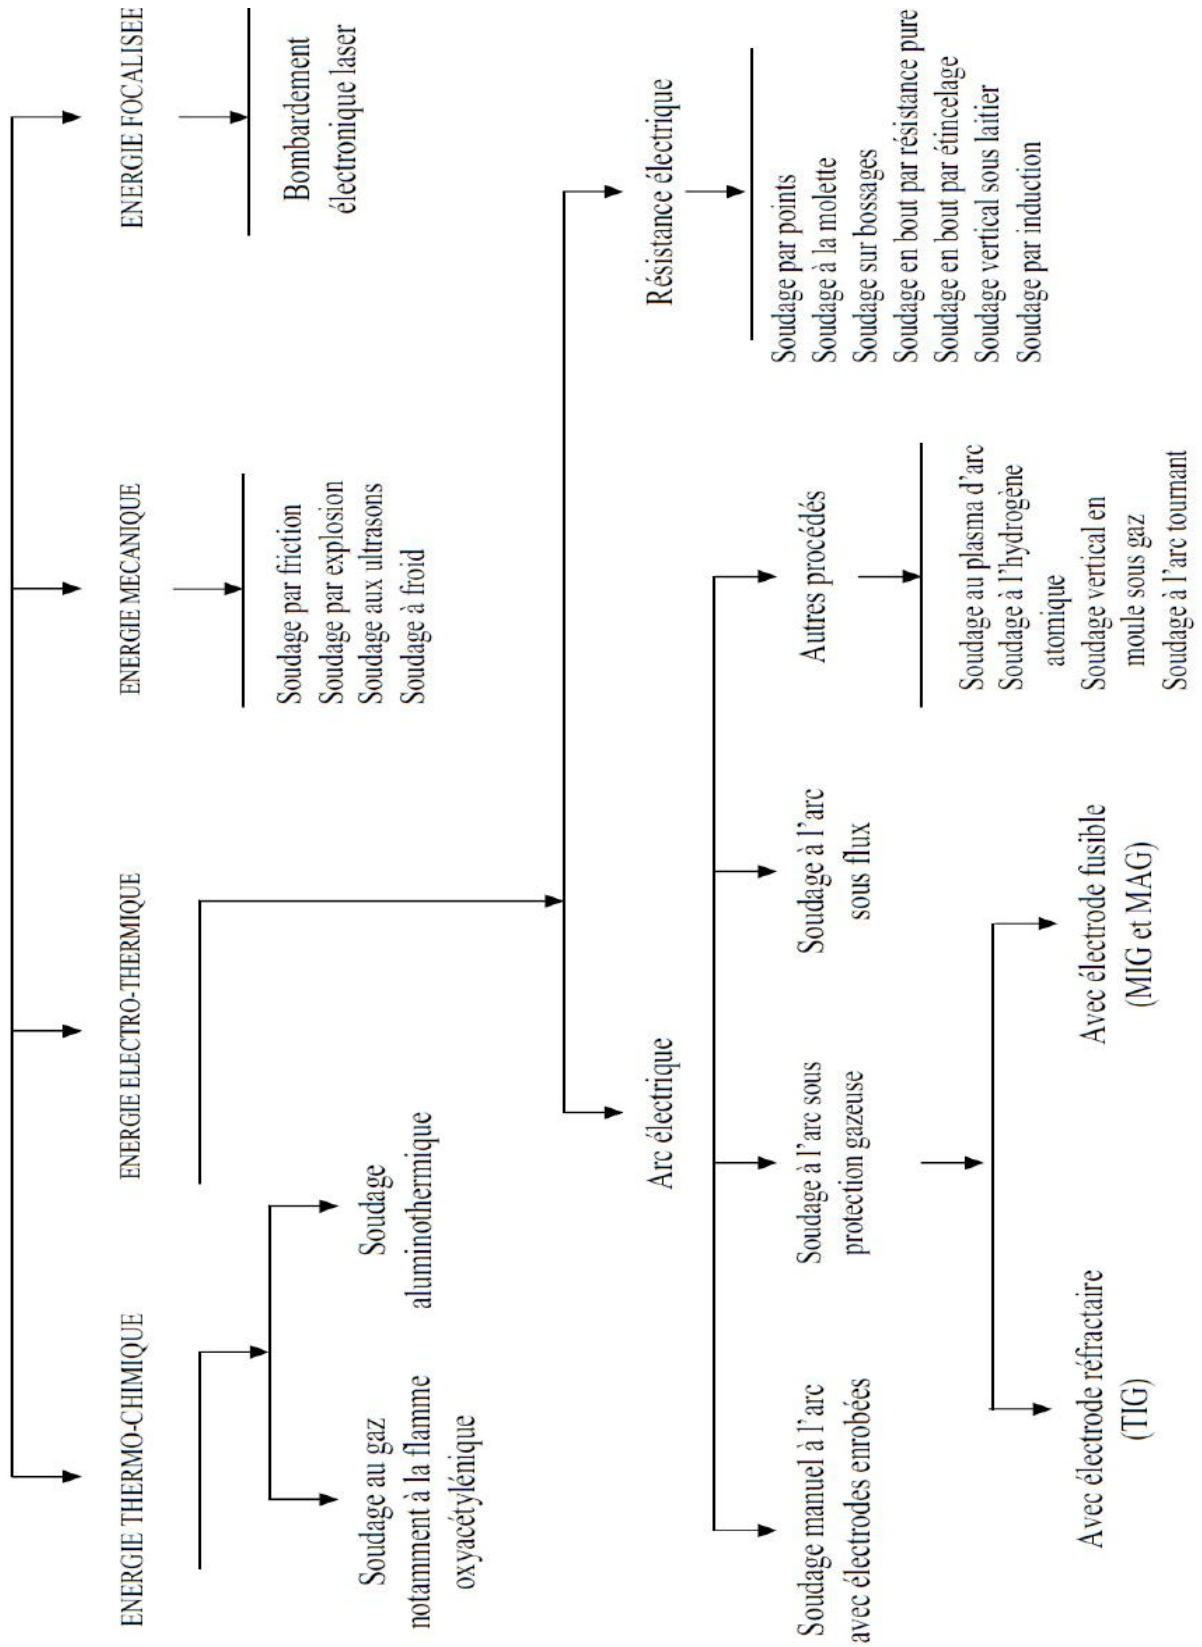 ENERGIE THERMO-CHIMIQUE
ENERGIE ELECTRO-THERMIQUE
ENERGIE MECANIQUE
ENERGIE FOCALISEE
Soudage au gaz
notamment à la flamme
oxyacétylénique
Soudage
aluminothermique
Soudage par friction
Soudage par explosion
Soudage aux ultrasons
Soudage à froid
Bombardement
électronique laser
Arc électrique
Résistance électrique
Soudage manuel à l'arc
avec électrodes enrobées
Soudage à l'arc sous
protection gazeuse
Soudage à l'arc
sous flux
Autres procédés
Soudage par points
Soudage à la molette
Soudage sur bossages
Soudage en bout par résistance pure
Soudage en bout par étincelage
Soudage vertical sous laitier
Soudage par induction
Soudage au plasma d'arc
Soudage à l'hydrogène
atomique
Soudage vertical en
moule sous gaz
Soudage à l'arc tournant
Avec électrode réfractaire
(TIG)
Avec électrode fusible
(MIG et MAG)